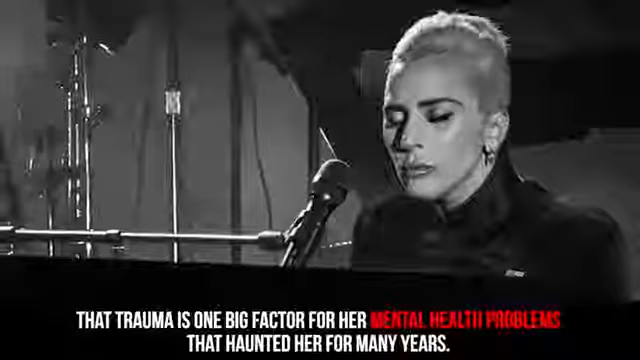 THAT TRAUMA IS ONE BIG FACTOR FOR HER MENTAL HEALTH PROBLEMS
THAT HAUNTED HER FOR MANY YEARS.